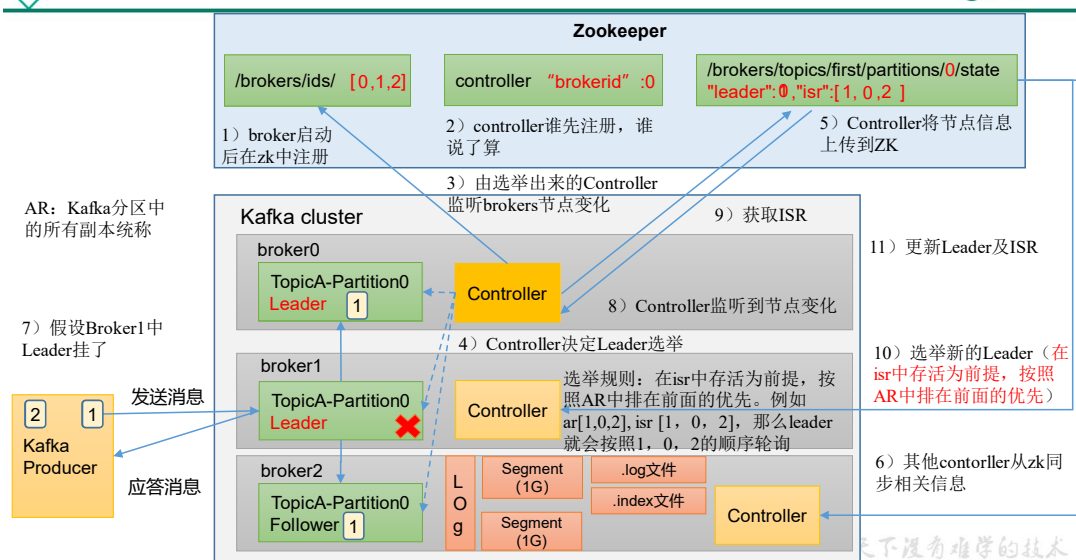 Zookeeper
/brokers/ids/ [0,1,2]
controller “brokerid” :0
/brokers/topics/first/partitions/0/state
"leader": ,"isr":[ 1, 0 ,2 ]
1）broker启动
后在zk中注册
2）controller谁先注册，谁
说了算
5）Controller将节点信息
上传到ZK
3）由选举出来的Controller
监听brokers节点变化
AR：Kafka分区中
的所有副本统称
Kafka cluster
9）获取ISR
11）更新Leader及ISR
broker0
TopicA-Partition0
Leader
1
Controller
8）Controller监听到节点变化
7）假设Broker1中
Leader挂了
4）Controller决定Leader选举
10）选举新的Leader（在
isr中存活为前提，按照
AR中排在前面的优先）
broker1
TopicA-Partition0
Leader
Controller
选举规则：在isr中存活为前提，按
照AR中排在前面的优先。例如
ar[1,0,2], isr [1，0，2]，那么leader
就会按照1，0，2的顺序轮询
发送消息
2
1
Kafka
Producer
应答消息
broker2
TopicA-Partition0
Follower
1
L
O
g
Segment
(1G)
Segment
(1G)
.log文件
.index文件
Controller
6）其他contorller从zk同
步相关信息
天下没有难学的技术